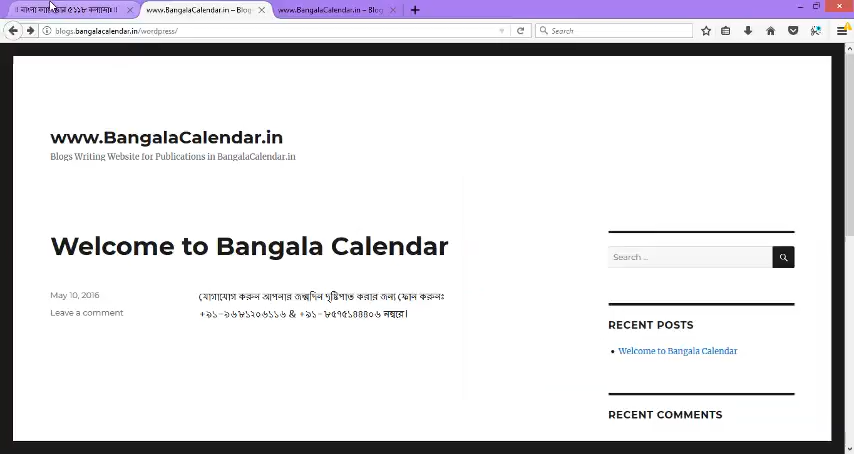 ॥ বাংলা ক্যালেন্ডার ৫১১৮ কল্যাব্দঃ॥
www.BangalaCalendar.in – Blog
www.BangalaCalendar.in – Blog
blogs.bangalacalendar.in/wordpress/
Search
www.BangalaCalendar.in
Blogs Writing Website for Publications in BangalaCalendar.in
Welcome to Bangala Calendar
Search ...
May 10, 2016
Leave a comment
যোগাযোগ করুন আপনার জন্মদিন দৃষ্টিপাত করার জন্য ফোন করুনঃ
+৯১-৯৬৮১২০৬১১৬ & +৯১-৮৫৭৫১৪৪৪০৬ নম্বরে।
RECENT POSTS
Welcome to Bangala Calendar
RECENT COMMENTS